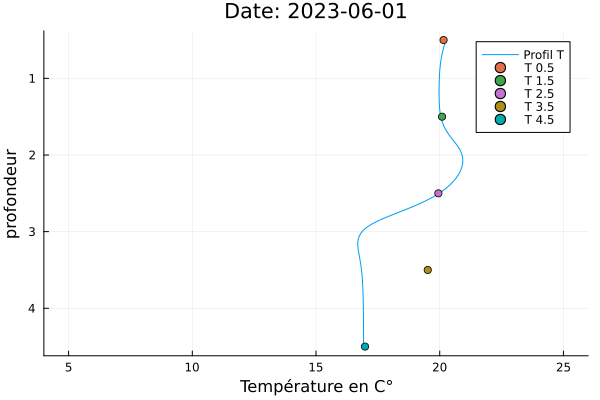 Date: 2023-06-01
Profil T
T 0.5
T 1.5
T 2.5
T 3.5
T 4.5
profondeur
1
2
3
4
5 10 15 20 25
Température en C°